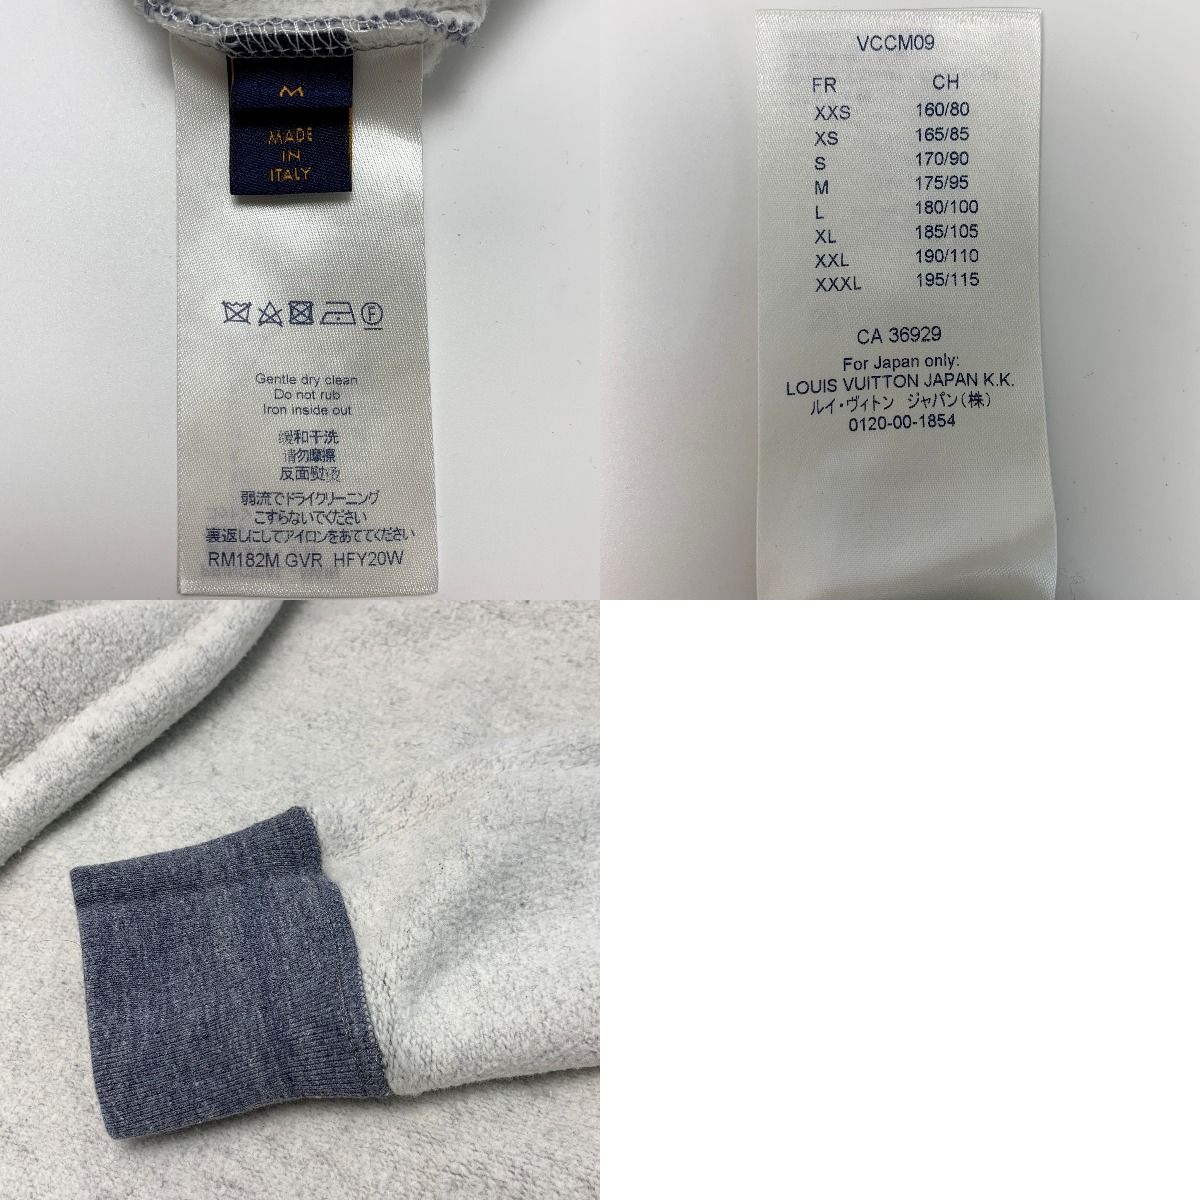 M
MADE
IN
ITALY
Gentle dry clean
Do not rub
Iron inside out
缓和干洗
请勿摩擦
反面熨烫
弱流でドライクリーニング
こすらないでください
裏返しにしてアイロンをあててください
RM182M GVR HFY20W
VCCM09
FR CH
XXS 160/80
XS 165/85
S 170/90
M 175/95
L 180/100
XL 185/105
XXL 190/110
XXXL 195/115
CA 36929
For Japan only:
LOUIS VUITTON JAPAN K.K.
ルイ・ヴィトン ジャパン(株)
0120-00-1854